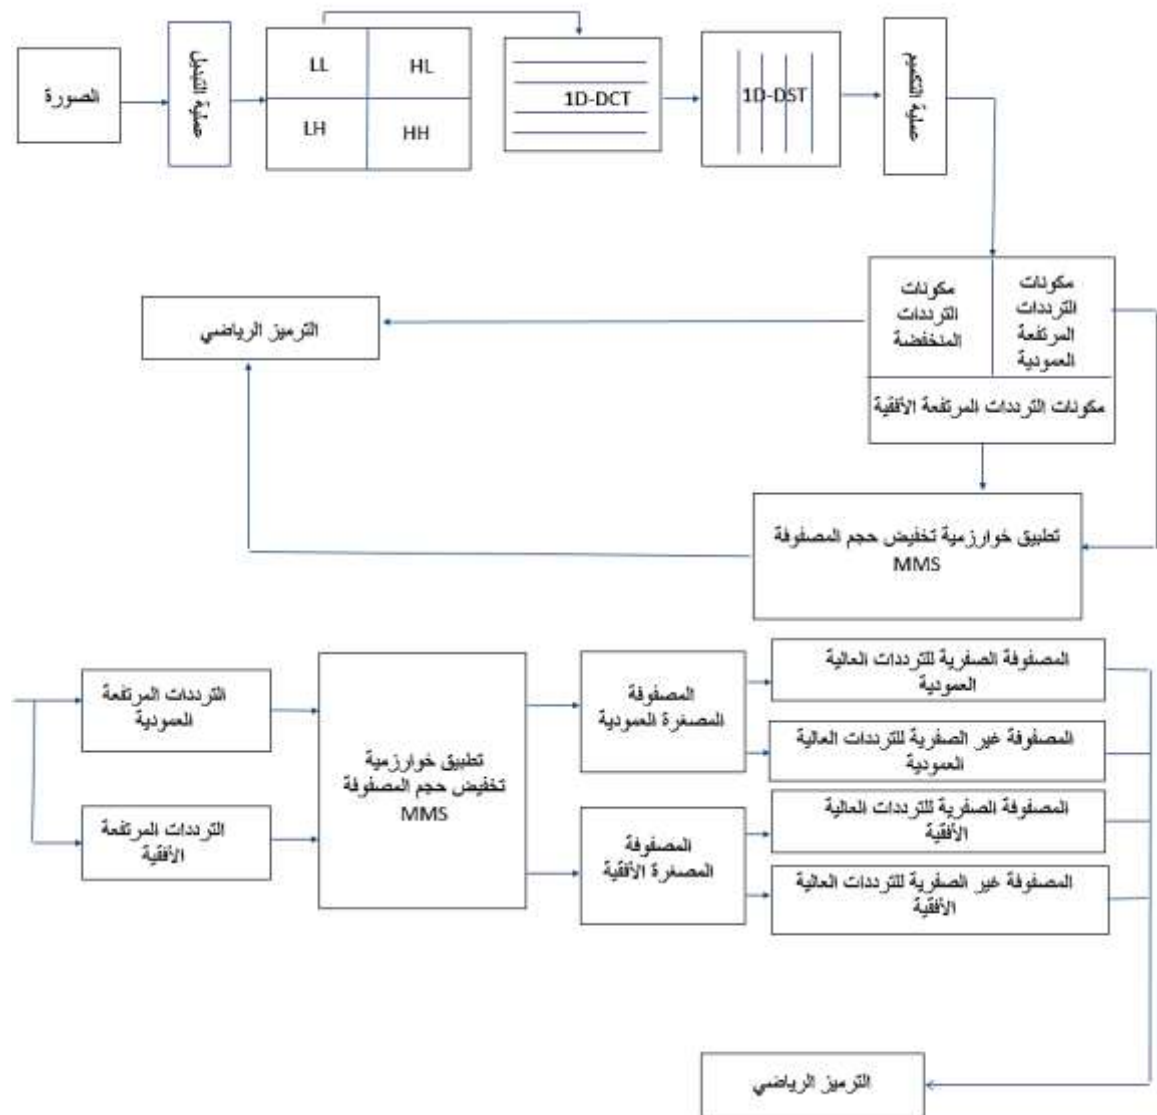 الصورة
عملية التبديل
LL
HL
LH
HH
1D-DCT
1D-DST
عملية التكميم
مكونات
الترددات
المنخفضة
مكونات
الترددات
المرتفعة
العمودية
مكونات الترددات المرتفعة الأفقية
الترميز الرياضي
تطبيق خوارزمية تخفيض حجم المصفوفة
MMS
الترددات المرتفعة
العمودية
الترددات المرتفعة
الأفقية
تطبيق خوارزمية
تخفيض حجم المصفوفة
MMS
المصفوفة
المصغرة العمودية
المصفوفة
المصغرة الأفقية
المصفوفة الصفرية للترددات العالية
العمودية
المصفوفة غير الصفرية للترددات العالية
العمودية
المصفوفة الصفرية للترددات العالية
الأفقية
المصفوفة غير الصفرية للترددات العالية
الأفقية
الترميز الرياضي